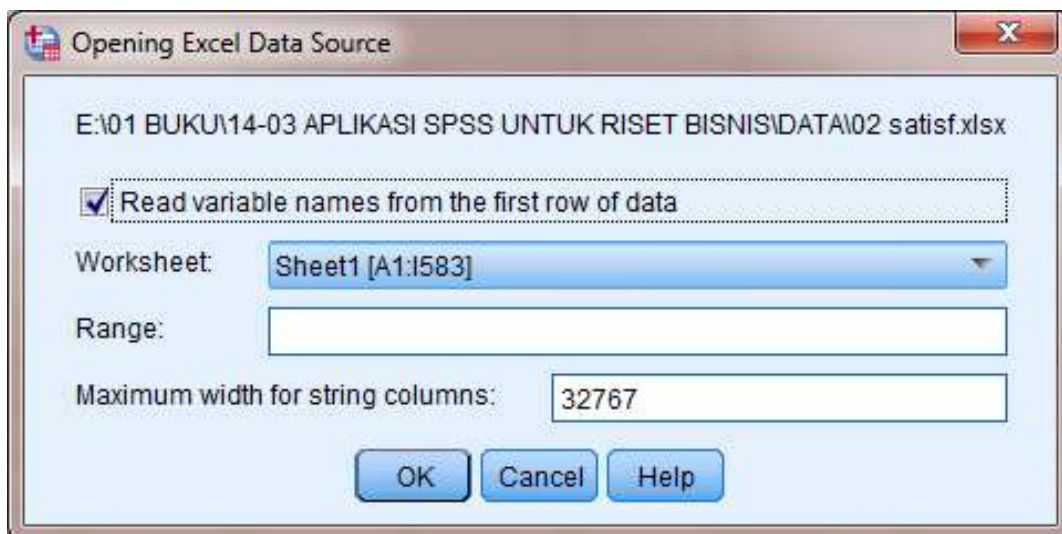 Opening Excel Data Source
E:\01 BUKU\14-03 APLIKASI SPSS UNTUK RISET BISNIS\DATA\02 satisf.xlsx
Read variable names from the first row of data
Worksheet: Sheet1 [A1:I583]
Range:
Maximum width for string columns: 32767
OK Cancel Help